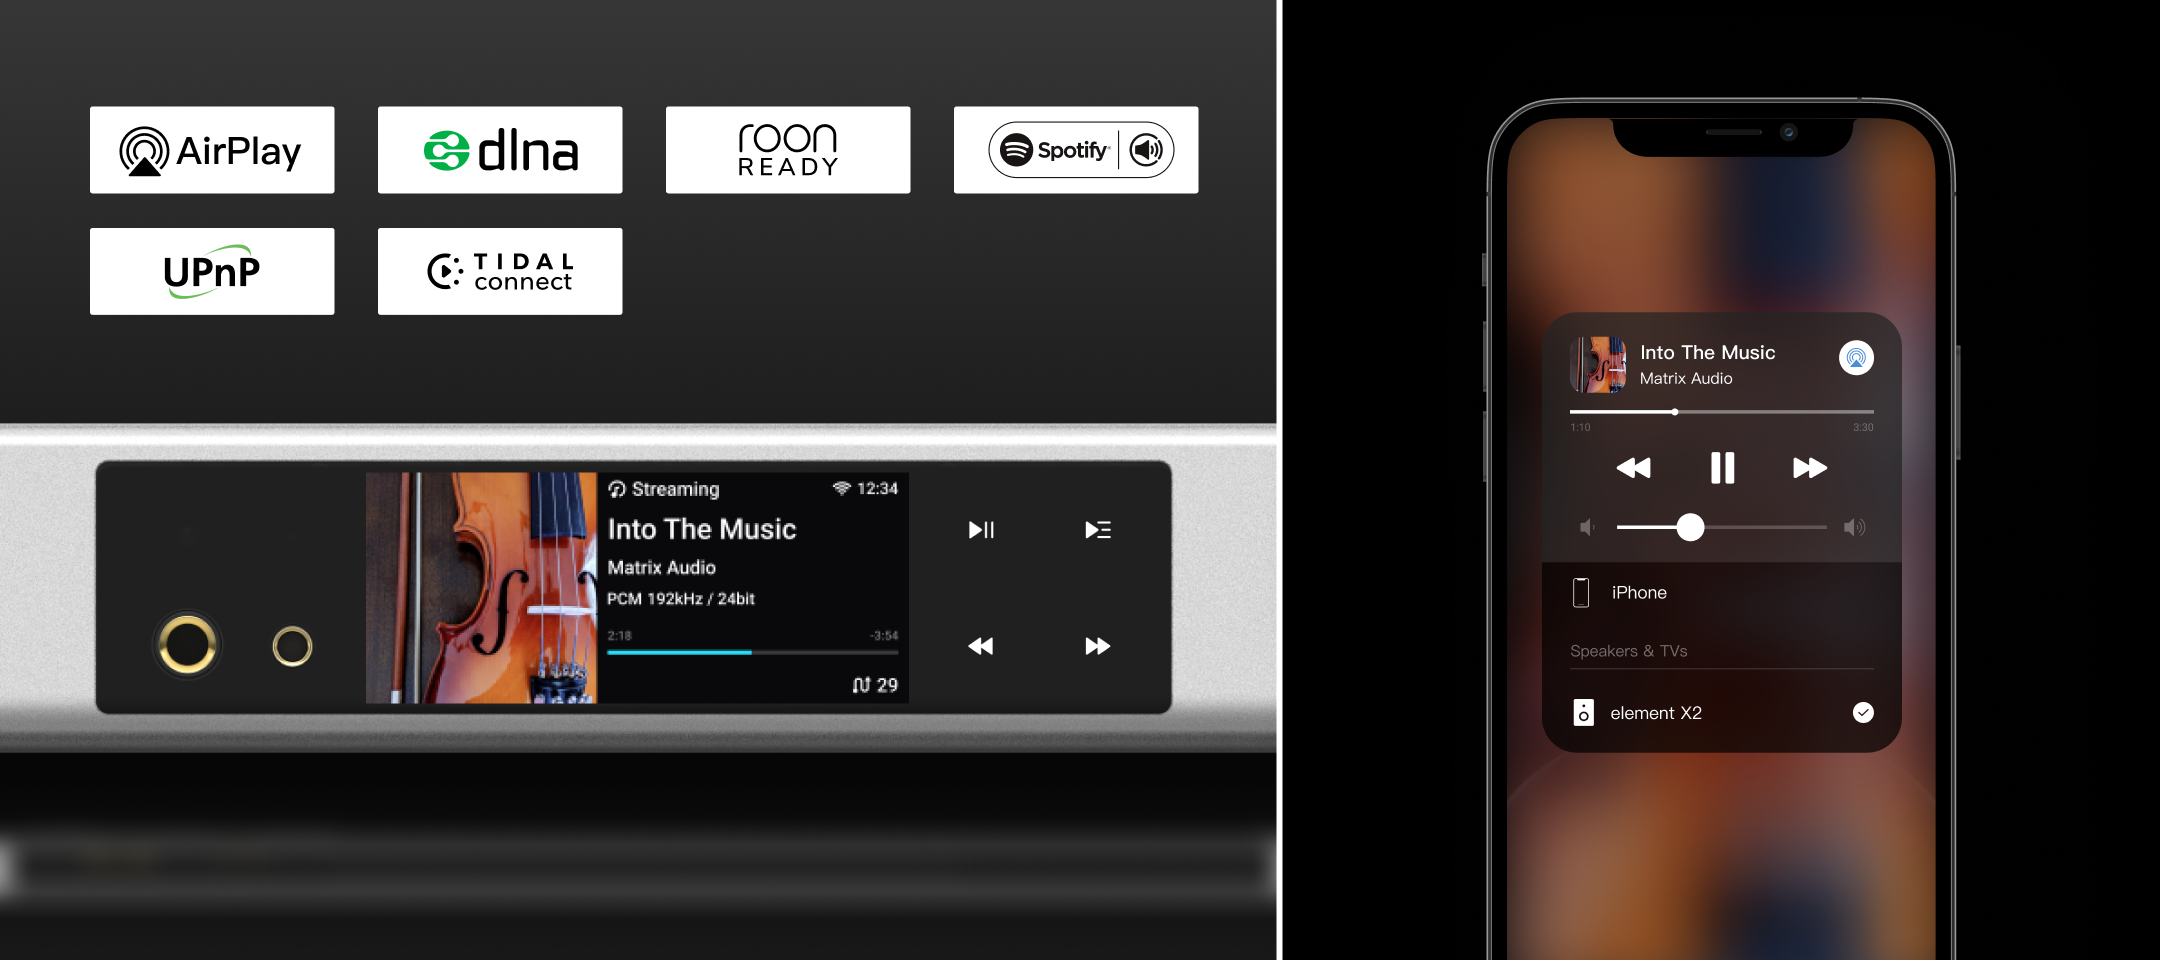 AirPlay
dlna
roon
READY
Spotify
UPnP
TIDAL
connect
Streaming
12:34
Into The Music
Matrix Audio
PCM 192kHz / 24bit
2:18
-3:54
29
Into The Music
Matrix Audio
1:10
3:30
iPhone
Speakers & TVs
element X2